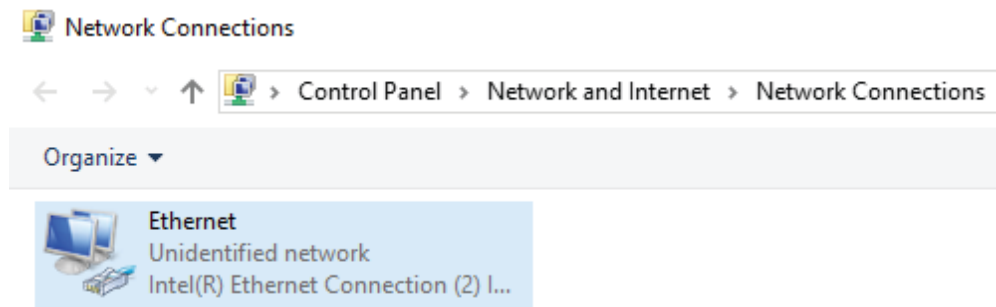 Network Connections
Control Panel > Network and Internet > Network Connections
Organize
Ethernet
Unidentified network
Intel(R) Ethernet Connection (2) I...